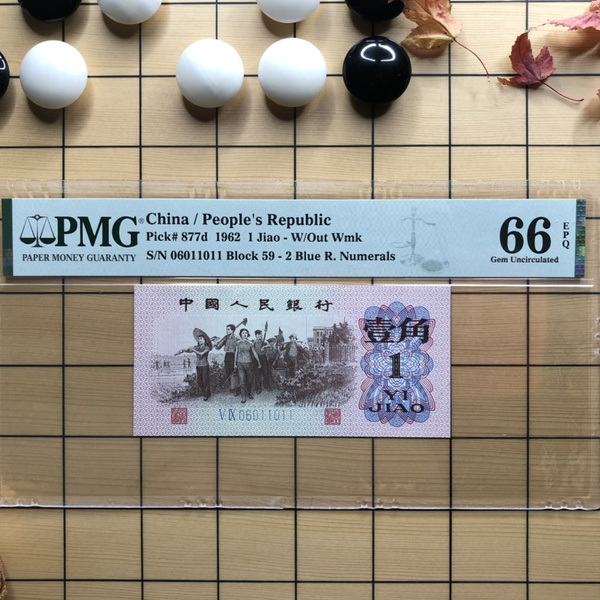 PMG®
PAPER MONEY GUARANTY
China / People's Republic
Pick# 877d 1962 1 Jiao - W/Out Wmk
S/N 06011011 Block 59 - 2 Blue R. Numerals
66
Gem Uncirculated
EPQ
中國人民銀行
壹角
1
YI
JIAO
VIX 06011011